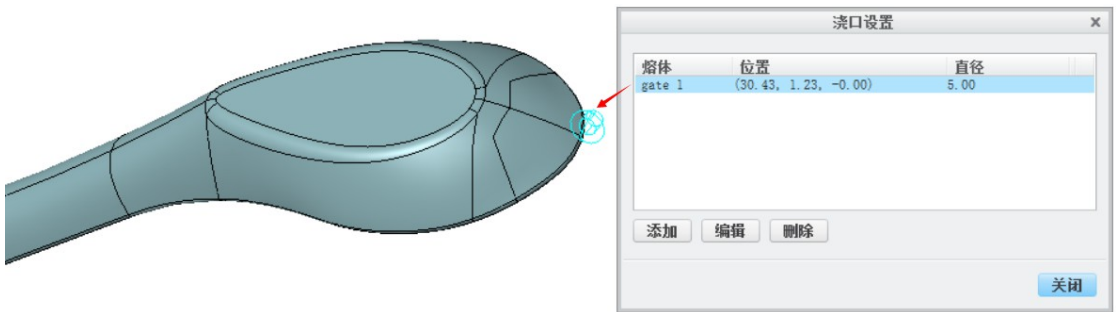 浇口设置
熔体 位置 直径
gate 1 (30.43, 1.23, -0.00) 5.00
添加 编辑 删除
关闭